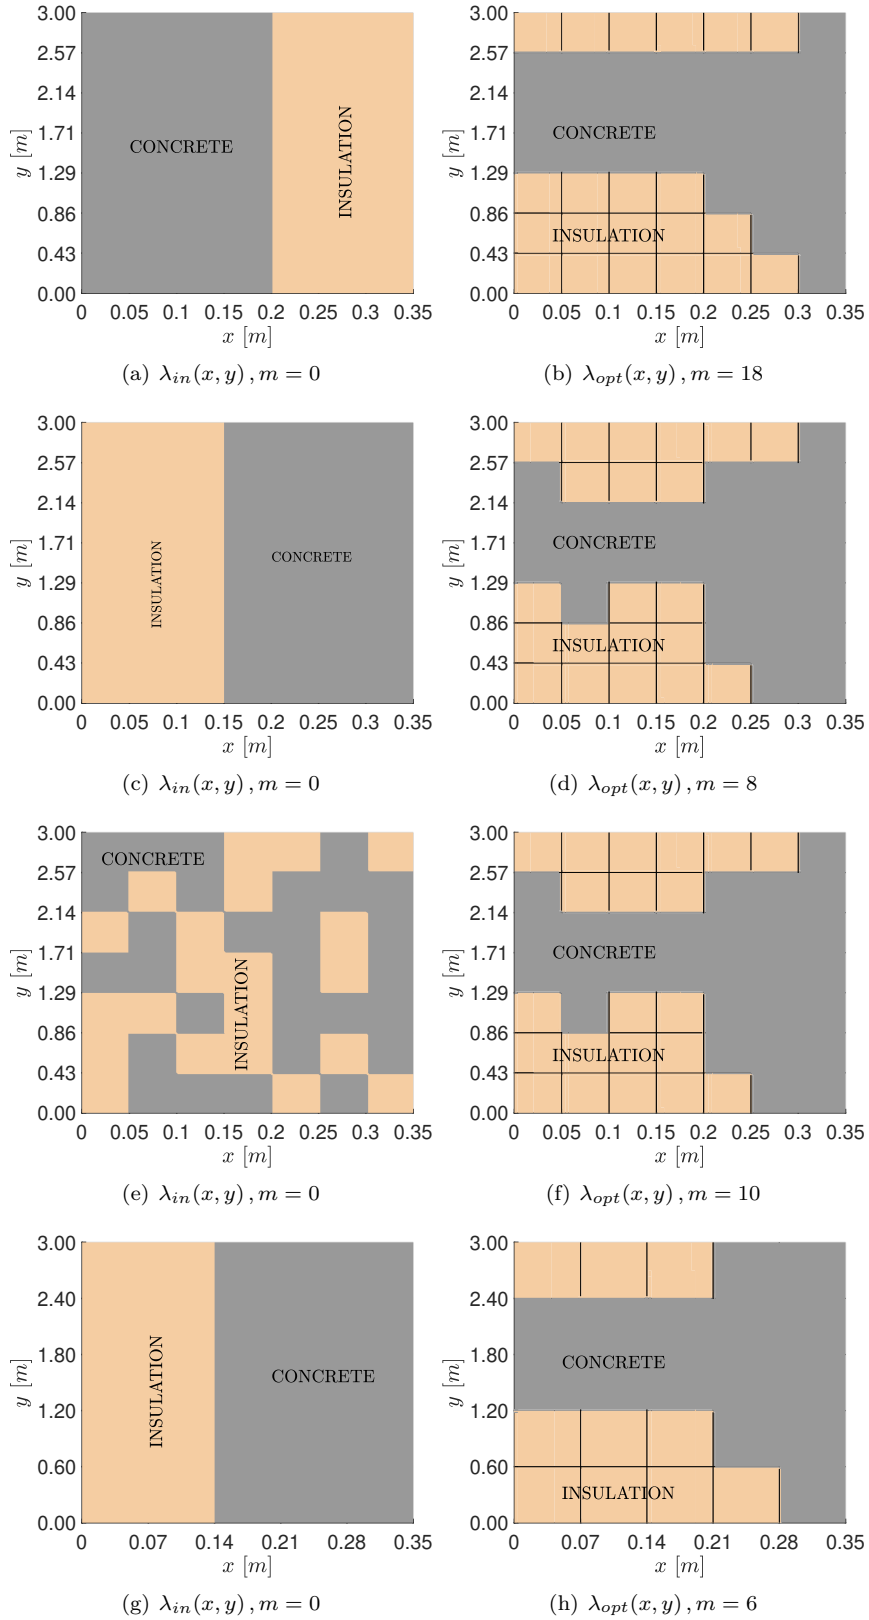 3.00
2.57
2.14
1.71
1.29
0.86
0.43
0.00
y [m]
CONCRETE
INSULATION
0 0.05 0.1 0.15 0.2 0.25 0.3 0.35
x [m]
(a) λin(x, y) , m = 0
3.00
2.57
2.14
1.71
1.29
0.86
0.43
0.00
y [m]
CONCRETE
INSULATION
0 0.05 0.1 0.15 0.2 0.25 0.3 0.35
x [m]
(b) λopt(x, y) , m = 18
3.00
2.57
2.14
1.71
1.29
0.86
0.43
0.00
y [m]
INSULATION
CONCRETE
0 0.05 0.1 0.15 0.2 0.25 0.3 0.35
x [m]
(c) λin(x, y) , m = 0
3.00
2.57
2.14
1.71
1.29
0.86
0.43
0.00
y [m]
CONCRETE
INSULATION
0 0.05 0.1 0.15 0.2 0.25 0.3 0.35
x [m]
(d) λopt(x, y) , m = 8
3.00
2.57
2.14
1.71
1.29
0.86
0.43
0.00
y [m]
CONCRETE
INSULATION
0 0.05 0.1 0.15 0.2 0.25 0.3 0.35
x [m]
(e) λin(x, y) , m = 0
3.00
2.57
2.14
1.71
1.29
0.86
0.43
0.00
y [m]
CONCRETE
INSULATION
0 0.05 0.1 0.15 0.2 0.25 0.3 0.35
x [m]
(f) λopt(x, y) , m = 10
3.00
2.40
1.80
1.20
0.60
0.00
y [m]
INSULATION
CONCRETE
0 0.07 0.14 0.21 0.28 0.35
x [m]
(g) λin(x, y) , m = 0
3.00
2.40
1.80
1.20
0.60
0.00
y [m]
CONCRETE
INSULATION
0 0.07 0.14 0.21 0.28 0.35
x [m]
(h) λopt(x, y) , m = 6